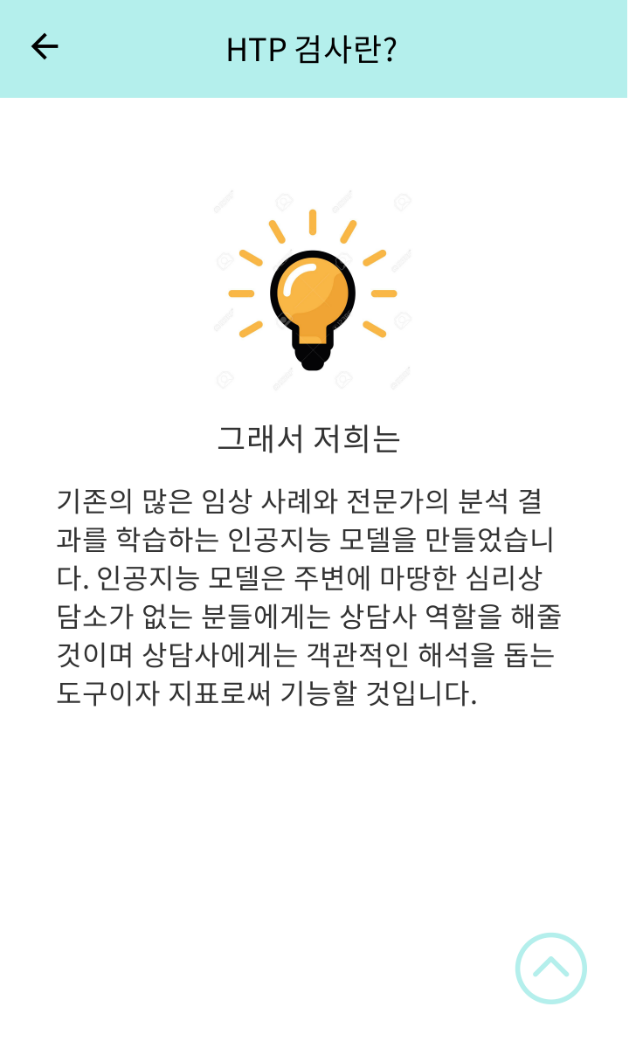 HTP 검사란?
그래서 저희는
기존의 많은 임상 사례와 전문가의 분석 결
과를 학습하는 인공지능 모델을 만들었습니
다. 인공지능 모델은 주변에 마땅한 심리상
담소가 없는 분들에게는 상담사 역할을 해줄
것이며 상담사에게는 객관적인 해석을 돕는
도구이자 지표로써 기능할 것입니다.